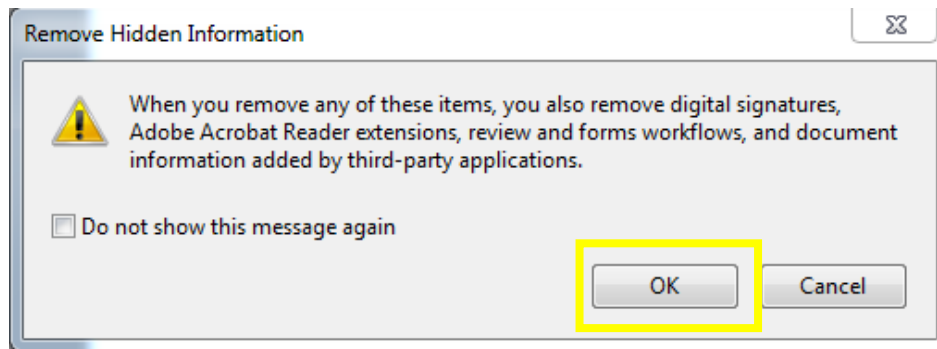 Remove Hidden Information
When you remove any of these items, you also remove digital signatures,
Adobe Acrobat Reader extensions, review and forms workflows, and document
information added by third-party applications.
Do not show this message again
OK
Cancel